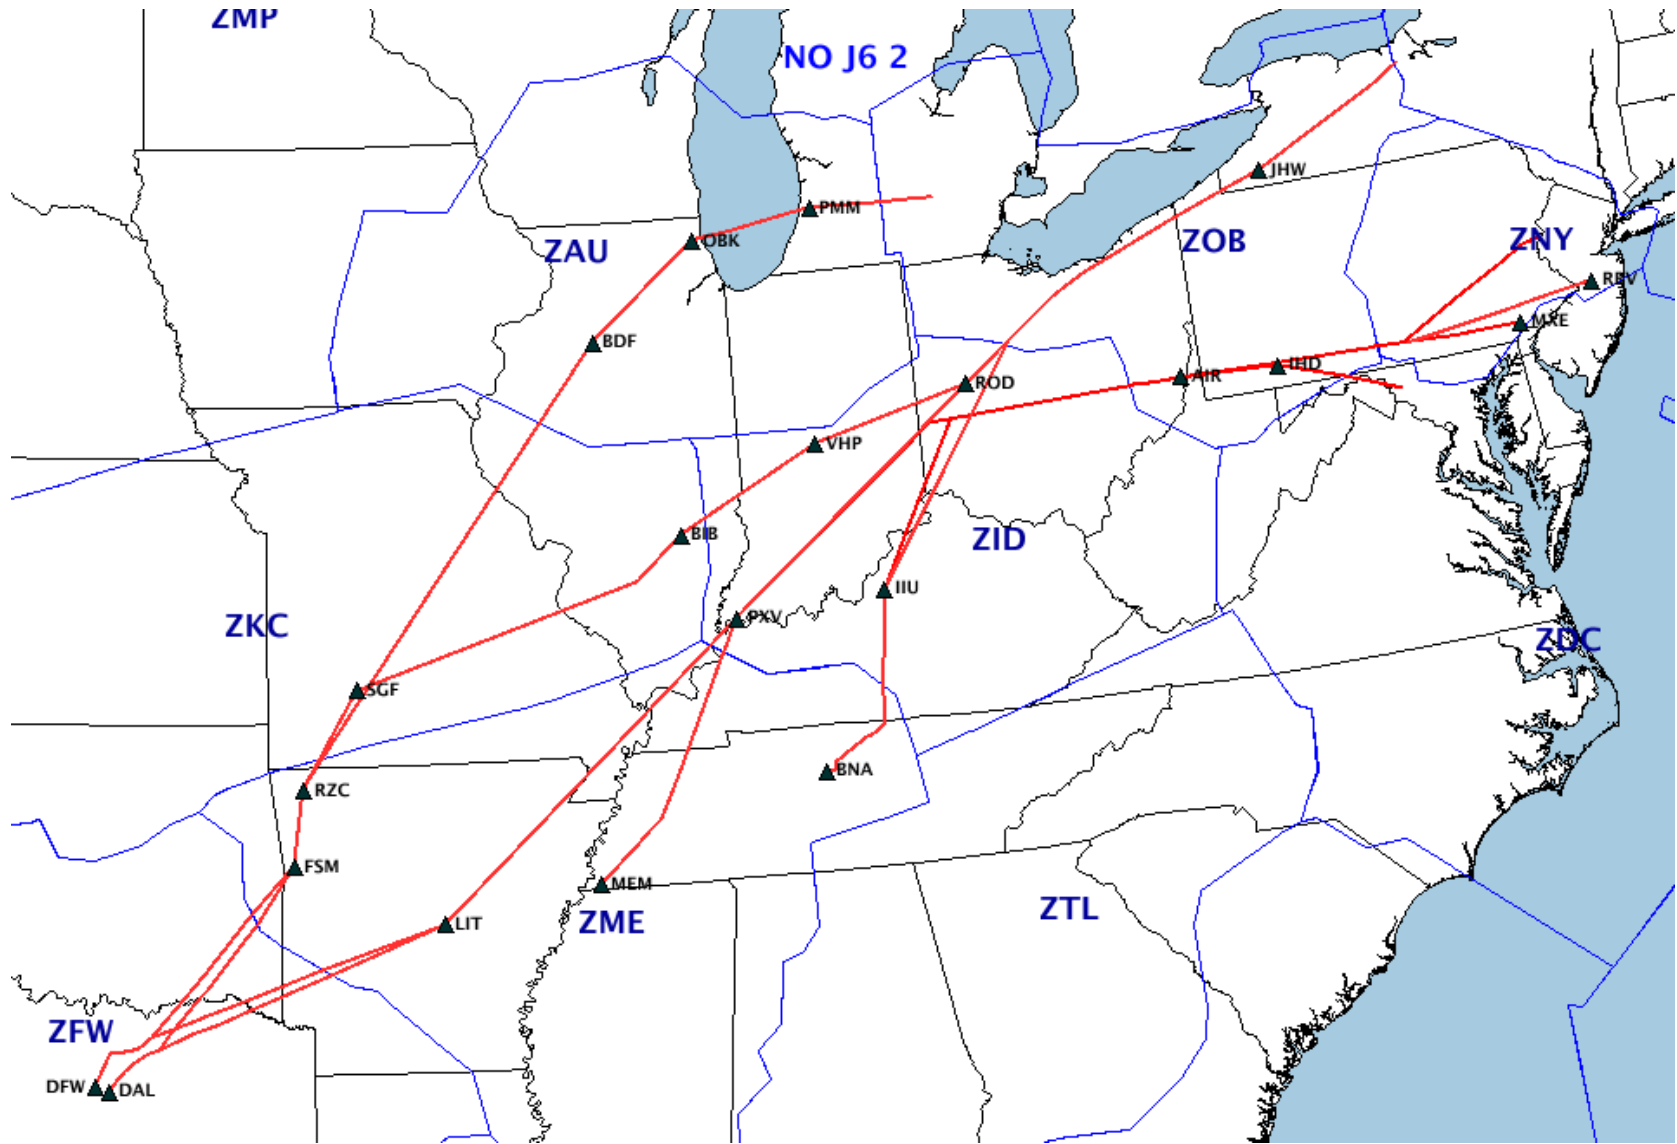 ZMP
NO J6 2
JHW
PMM
OBK
ZAU
ZOB
ZNY
RBV
MXE
BDF
IHD
AIR
ROD
VHP
BIB
ZID
IIU
PXV
ZKC
ZDC
SGF
BNA
RZC
FSM
MEM
LIT
ZME
ZTL
ZFW
DFW
DAL